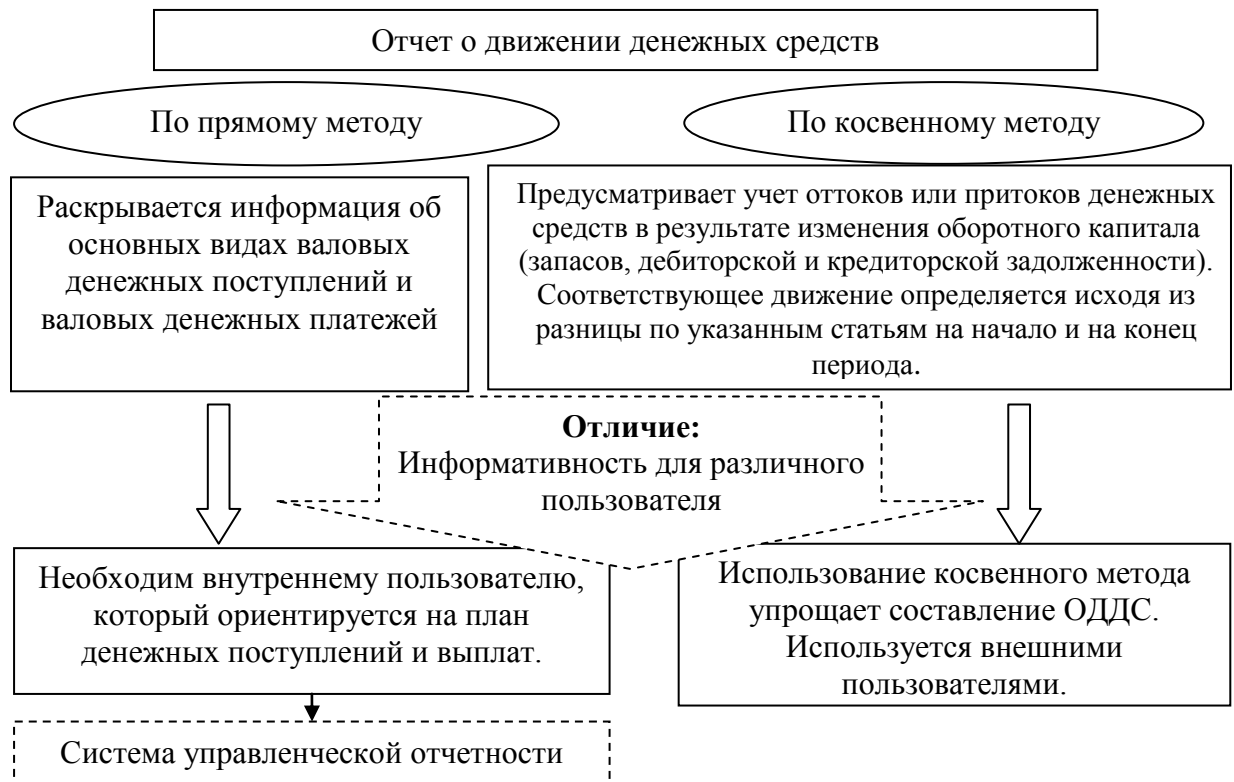 Отчет о движении денежных средств
По прямому методу
По косвенному методу
Раскрывается информация об
основных видах валовых
денежных поступлений и
валовых денежных платежей
Предусматривает учет оттоков или притоков денежных
средств в результате изменения оборотного капитала
(запасов, дебиторской и кредиторской задолженности).
Соответствующее движение определяется исходя из
разницы по указанным статьям на начало и на конец
периода.
Отличие:
Информативность для различного
пользователя
Необходим внутреннему пользователю,
который ориентируется на план
денежных поступлений и выплат.
Использование косвенного метода
упрощает составление ОДДС.
Используется внешними
пользователями.
Система управленческой отчетности